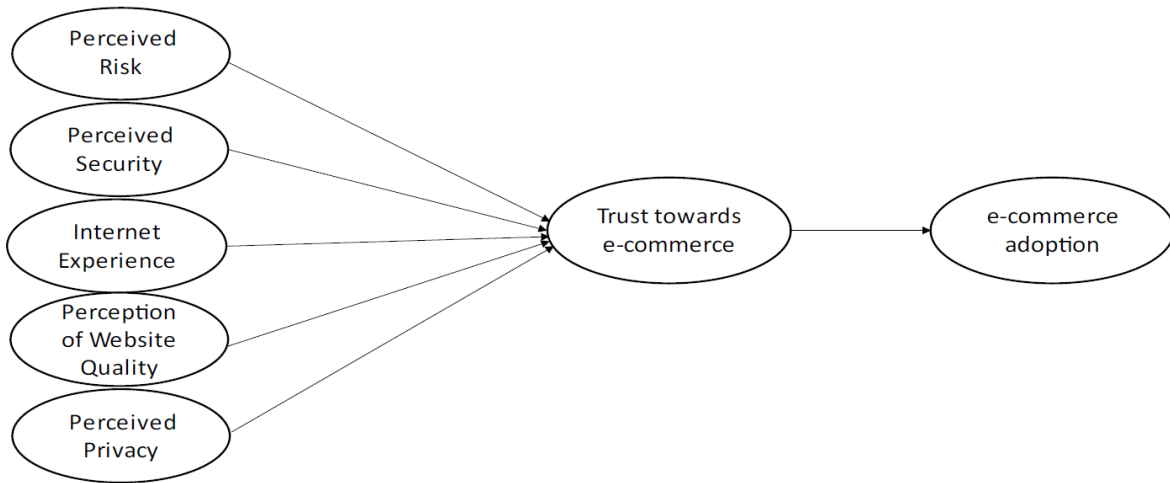 Perceived
Risk
Perceived
Security
Internet
Experience
Perception
of Website
Quality
Perceived
Privacy
Trust towards
e-commerce
e-commerce
adoption